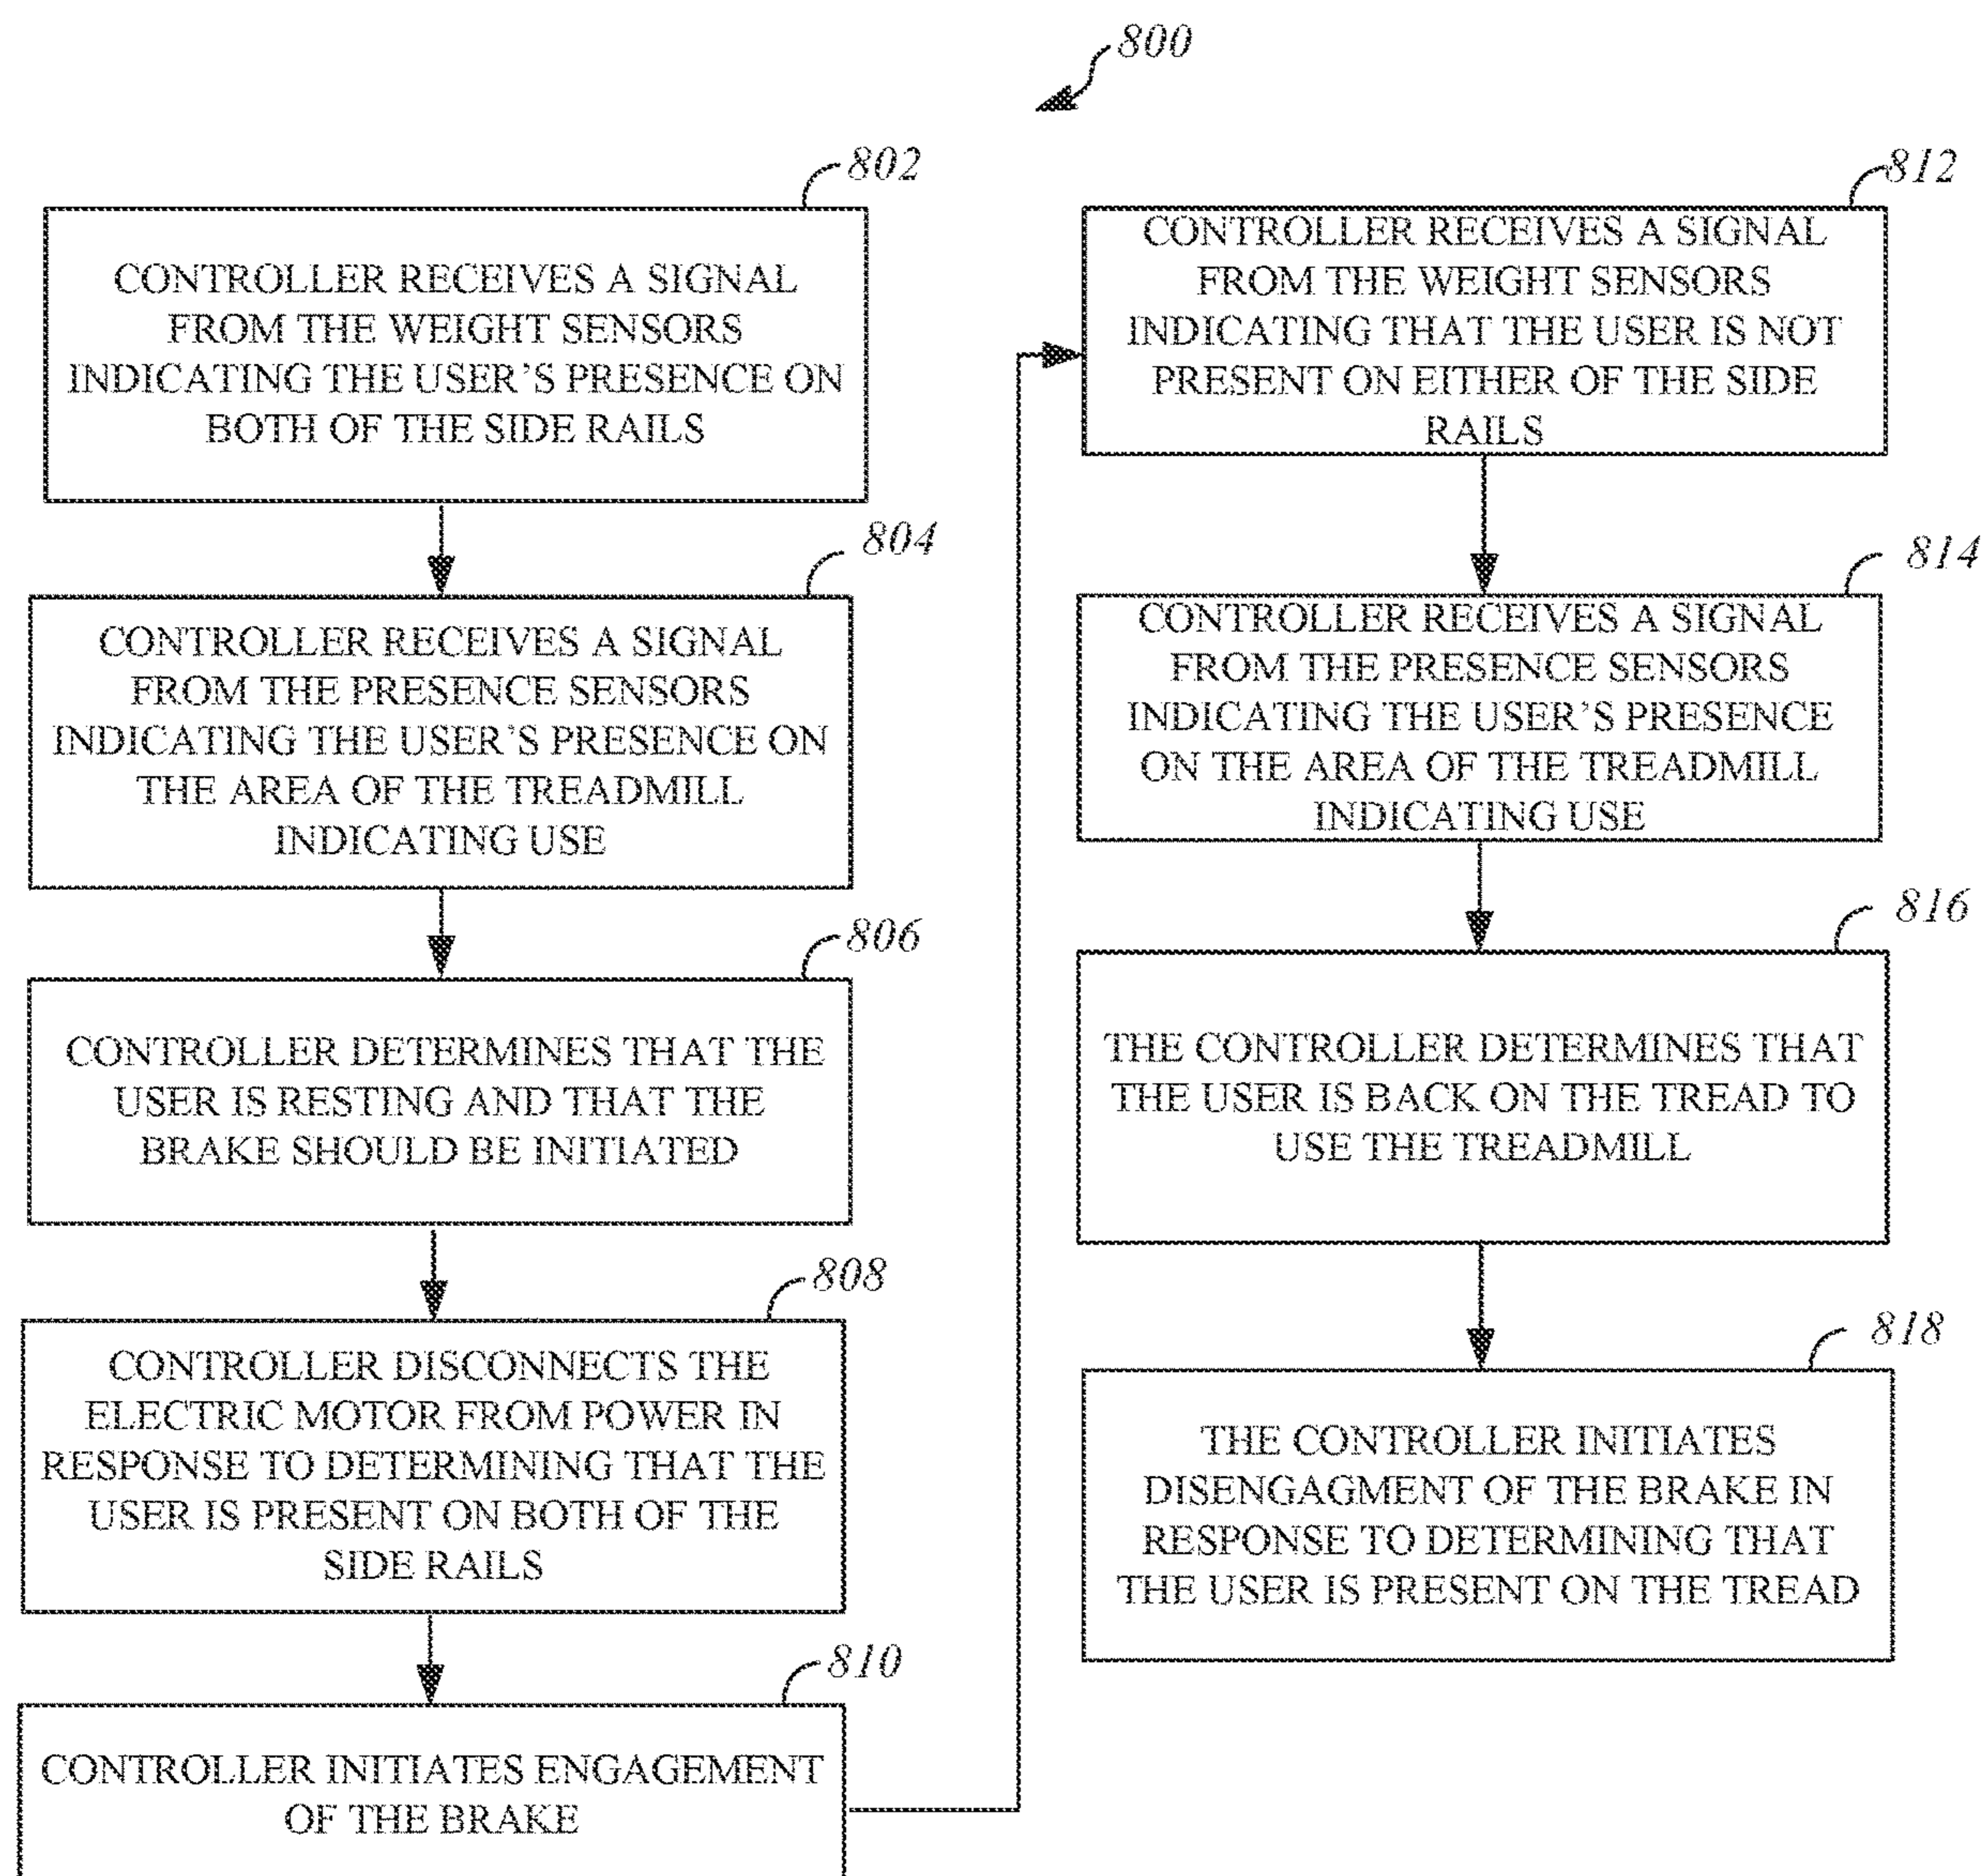 800
802
CONTROLLER RECEIVES A SIGNAL
FROM THE WEIGHT SENSORS
INDICATING THE USER'S PRESENCE ON
BOTH OF THE SIDE RAILS
804
CONTROLLER RECEIVES A SIGNAL
FROM THE PRESENCE SENSORS
INDICATING THE USER'S PRESENCE ON
THE AREA OF THE TREADMILL
INDICATING USE
806
CONTROLLER DETERMINES THAT THE
USER IS RESTING AND THAT THE
BRAKE SHOULD BE INITIATED
808
CONTROLLER DISCONNECTS THE
ELECTRIC MOTOR FROM POWER IN
RESPONSE TO DETERMINING THAT THE
USER IS PRESENT ON BOTH OF THE
SIDE RAILS
810
CONTROLLER INITIATES ENGAGEMENT
OF THE BRAKE
812
CONTROLLER RECEIVES A SIGNAL
FROM THE WEIGHT SENSORS
INDICATING THAT THE USER IS NOT
PRESENT ON EITHER OF THE SIDE
RAILS
814
CONTROLLER RECEIVES A SIGNAL
FROM THE PRESENCE SENSORS
INDICATING THE USER'S PRESENCE
ON THE AREA OF THE TREADMILL
INDICATING USE
816
THE CONTROLLER DETERMINES THAT
THE USER IS BACK ON THE TREAD TO
USE THE TREADMILL
818
THE CONTROLLER INITIATES
DISENGAGMENT OF THE BRAKE IN
RESPONSE TO DETERMINING THAT
THE USER IS PRESENT ON THE TREAD